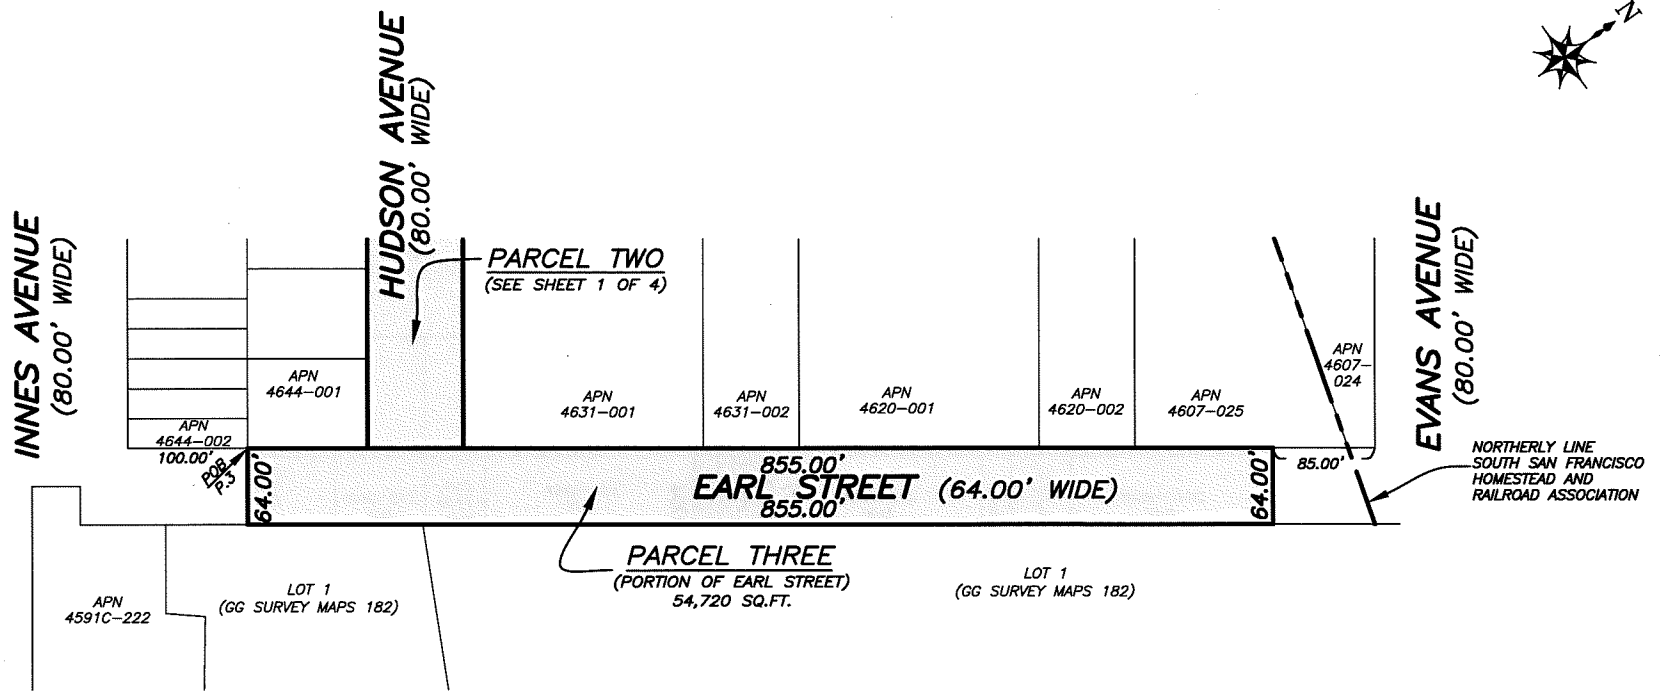 N
INNES AVENUE
(80.00' WIDE)
HUDSON AVENUE
(80.00' WIDE)
PARCEL TWO
(SEE SHEET 1 OF 4)
EVANS AVENUE
(80.00' WIDE)
APN
4644-002
100.00'
POB
P.3
APN
4644-001
APN
4631-001
APN
4631-002
APN
4620-001
APN
4620-002
APN
4607-025
APN
4607-
024
85.00'
NORTHERLY LINE
SOUTH SAN FRANCISCO
HOMESTEAD AND
RAILROAD ASSOCIATION
64.00'
855.00'
EARL STREET (64.00' WIDE)
855.00'
64.00'
PARCEL THREE
(PORTION OF EARL STREET)
54,720 SQ.FT.
APN
4591C-222
LOT 1
(GG SURVEY MAPS 182)
LOT 1
(GG SURVEY MAPS 182)